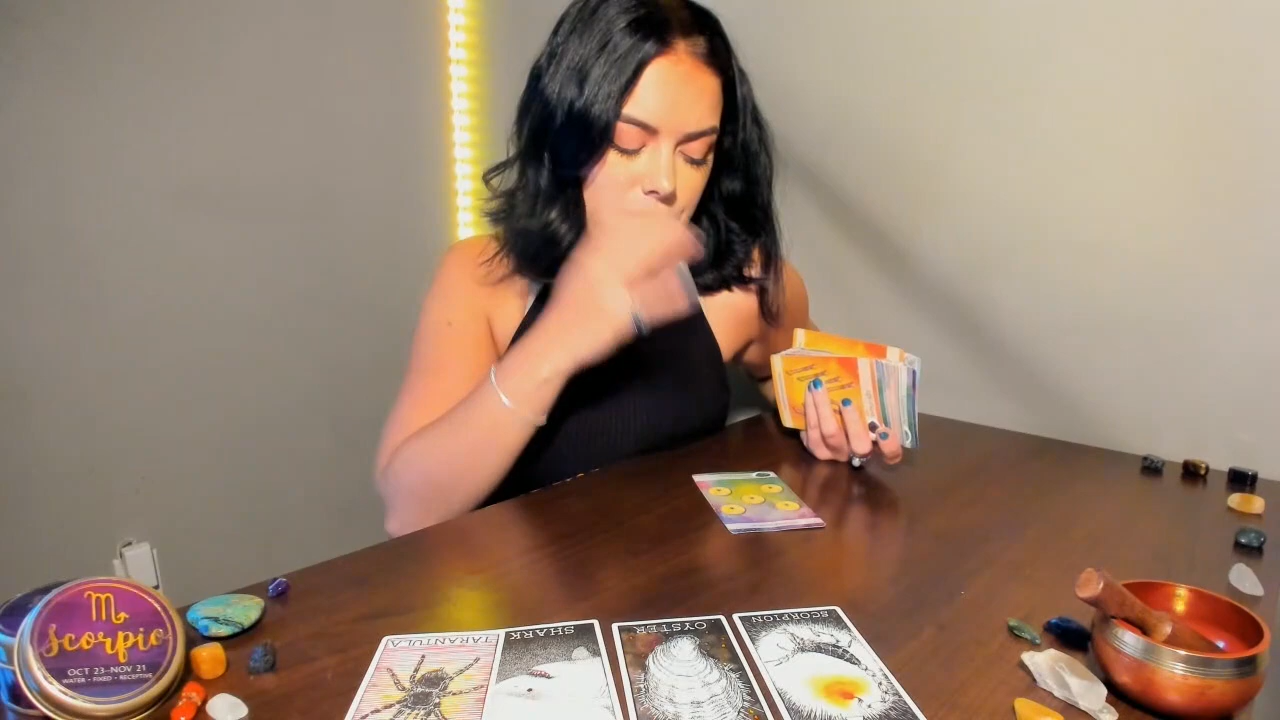 ♏
Scorpio
OCT 23–NOV 21
WATER • FIXED • RECEPTIVE
TARANTULA
SHARK
OYSTER
SCORPION